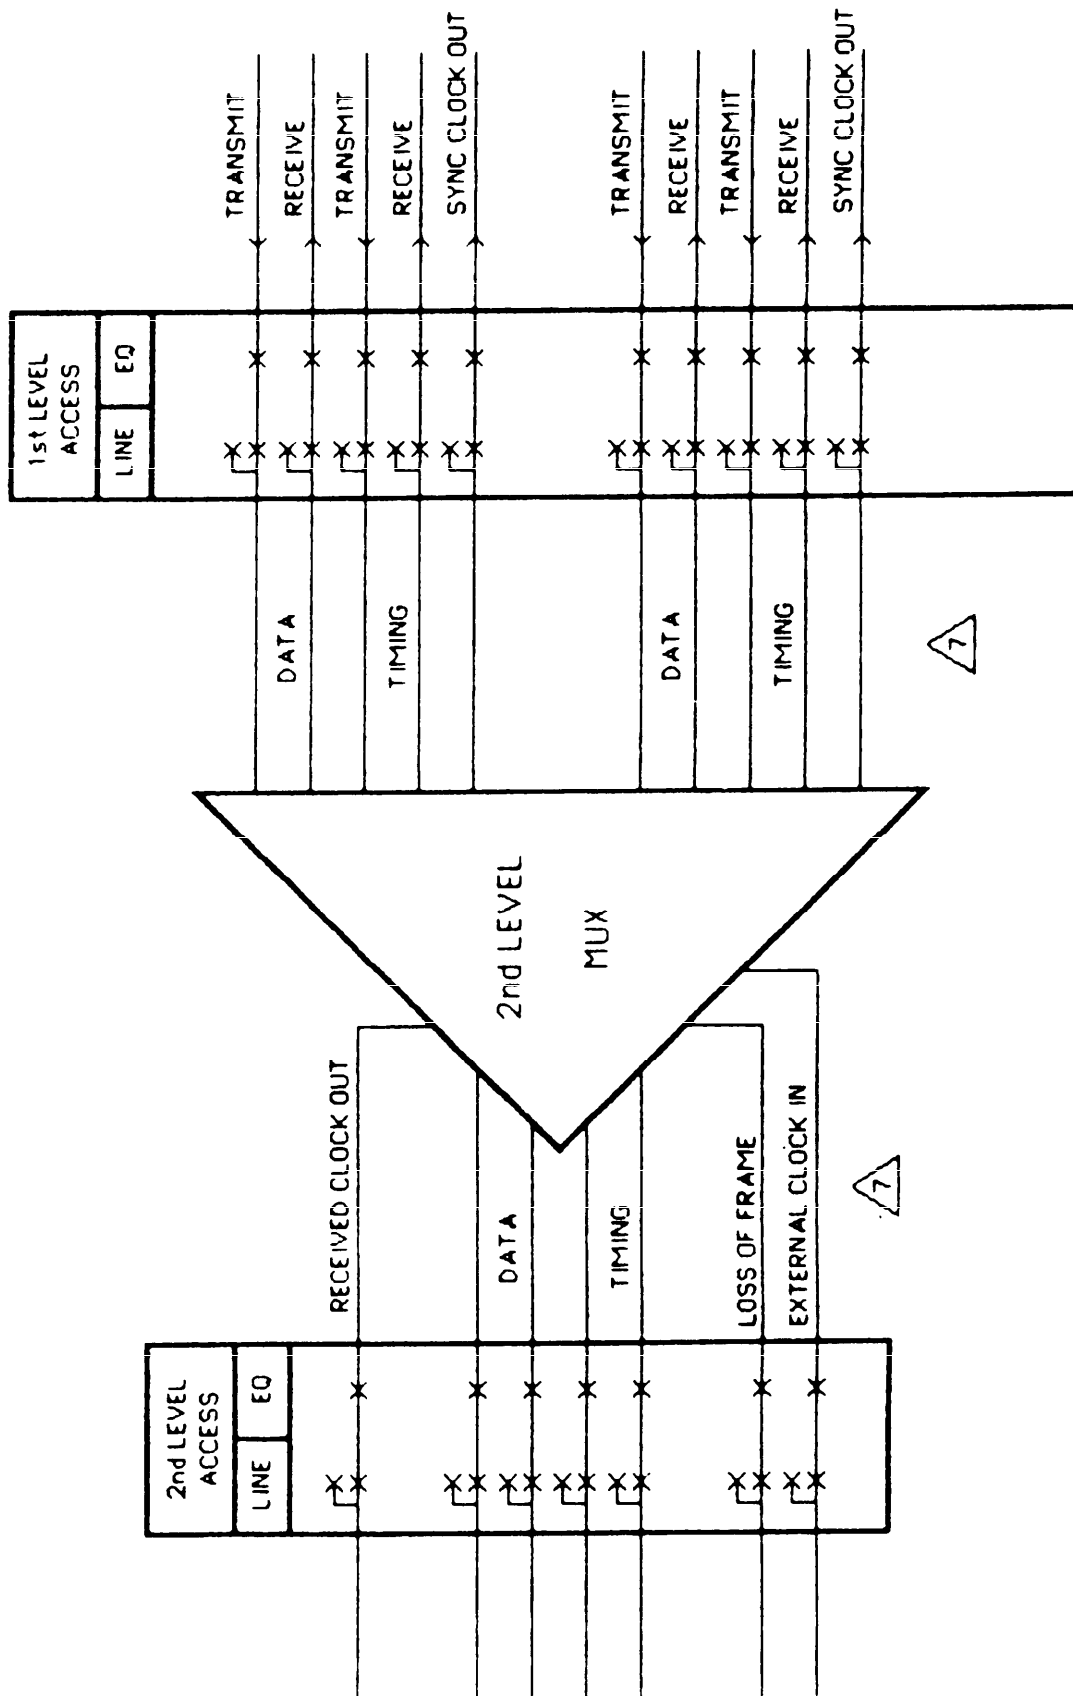 2nd LEVEL
ACCESS
LINE
EQ
RECEIVED CLOCK OUT
DATA
TIMING
LOSS OF FRAME
EXTERNAL CLOCK IN
7
2nd LEVEL
MUX
DATA
TIMING
DATA
TIMING
7
1st LEVEL
ACCESS
LINE
EQ
TRANSMIT
RECEIVE
TRANSMIT
RECEIVE
SYNC CLOCK OUT
TRANSMIT
RECEIVE
TRANSMIT
RECEIVE
SYNC CLOCK OUT